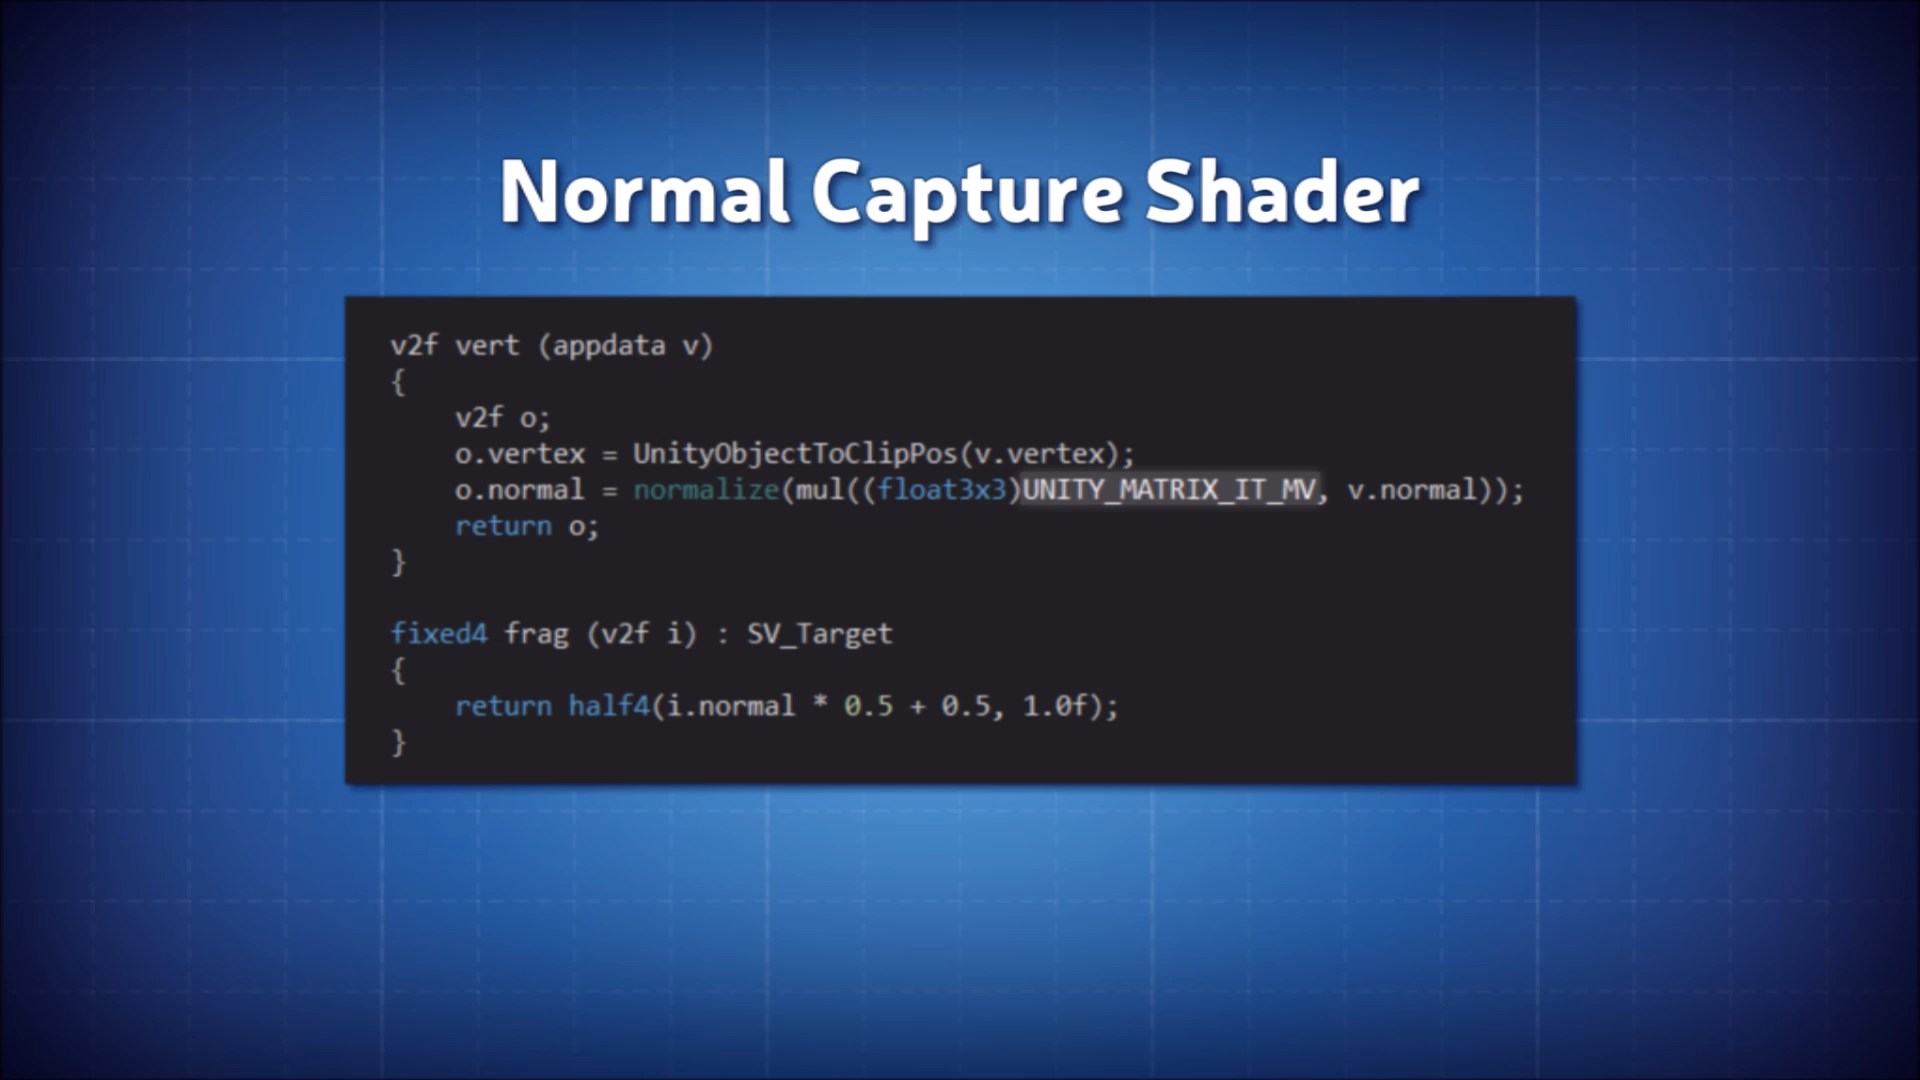 Normal Capture Shader
v2f vert (appdata v)
{
    v2f o;
    o.vertex = UnityObjectToClipPos(v.vertex);
    o.normal = normalize(mul((float3x3)UNITY_MATRIX_IT_MV, v.normal));
    return o;
}
fixed4 frag (v2f i) : SV_Target
{
    return half4(i.normal * 0.5 + 0.5, 1.0f);
}